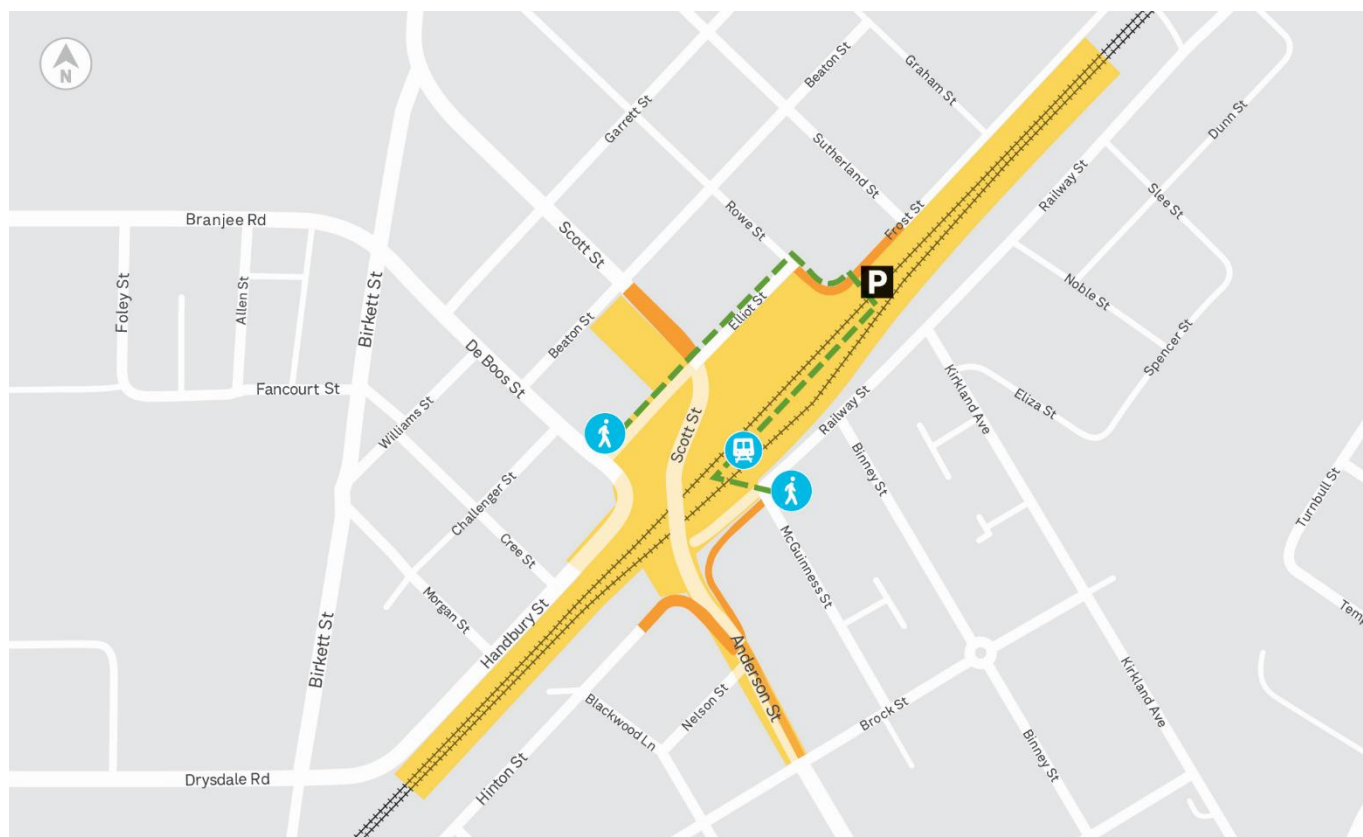 N
Beaton St
Graham St
Garrett St
Dunn St
Sutherland St
Railway St
Slee St
Rowe St
Frost St
Branjee Rd
Scott St
Foley St
Allen St
Birkett St
P
Noble St
Elliot St
Beaton St
Spencer St
De Boos St
Kirkland Ave
Fancourt St
Railway St
Eliza St
Williams St
Scott St
Binney St
Challenger St
Turnbull St
Cree St
McGuinness St
Morgan St
Handbury St
Temp
Birkett St
Anderson St
Kirkland Ave
Nelson St
Brock St
Blackwood Ln
Binney St
Hinton St
Drysdale Rd